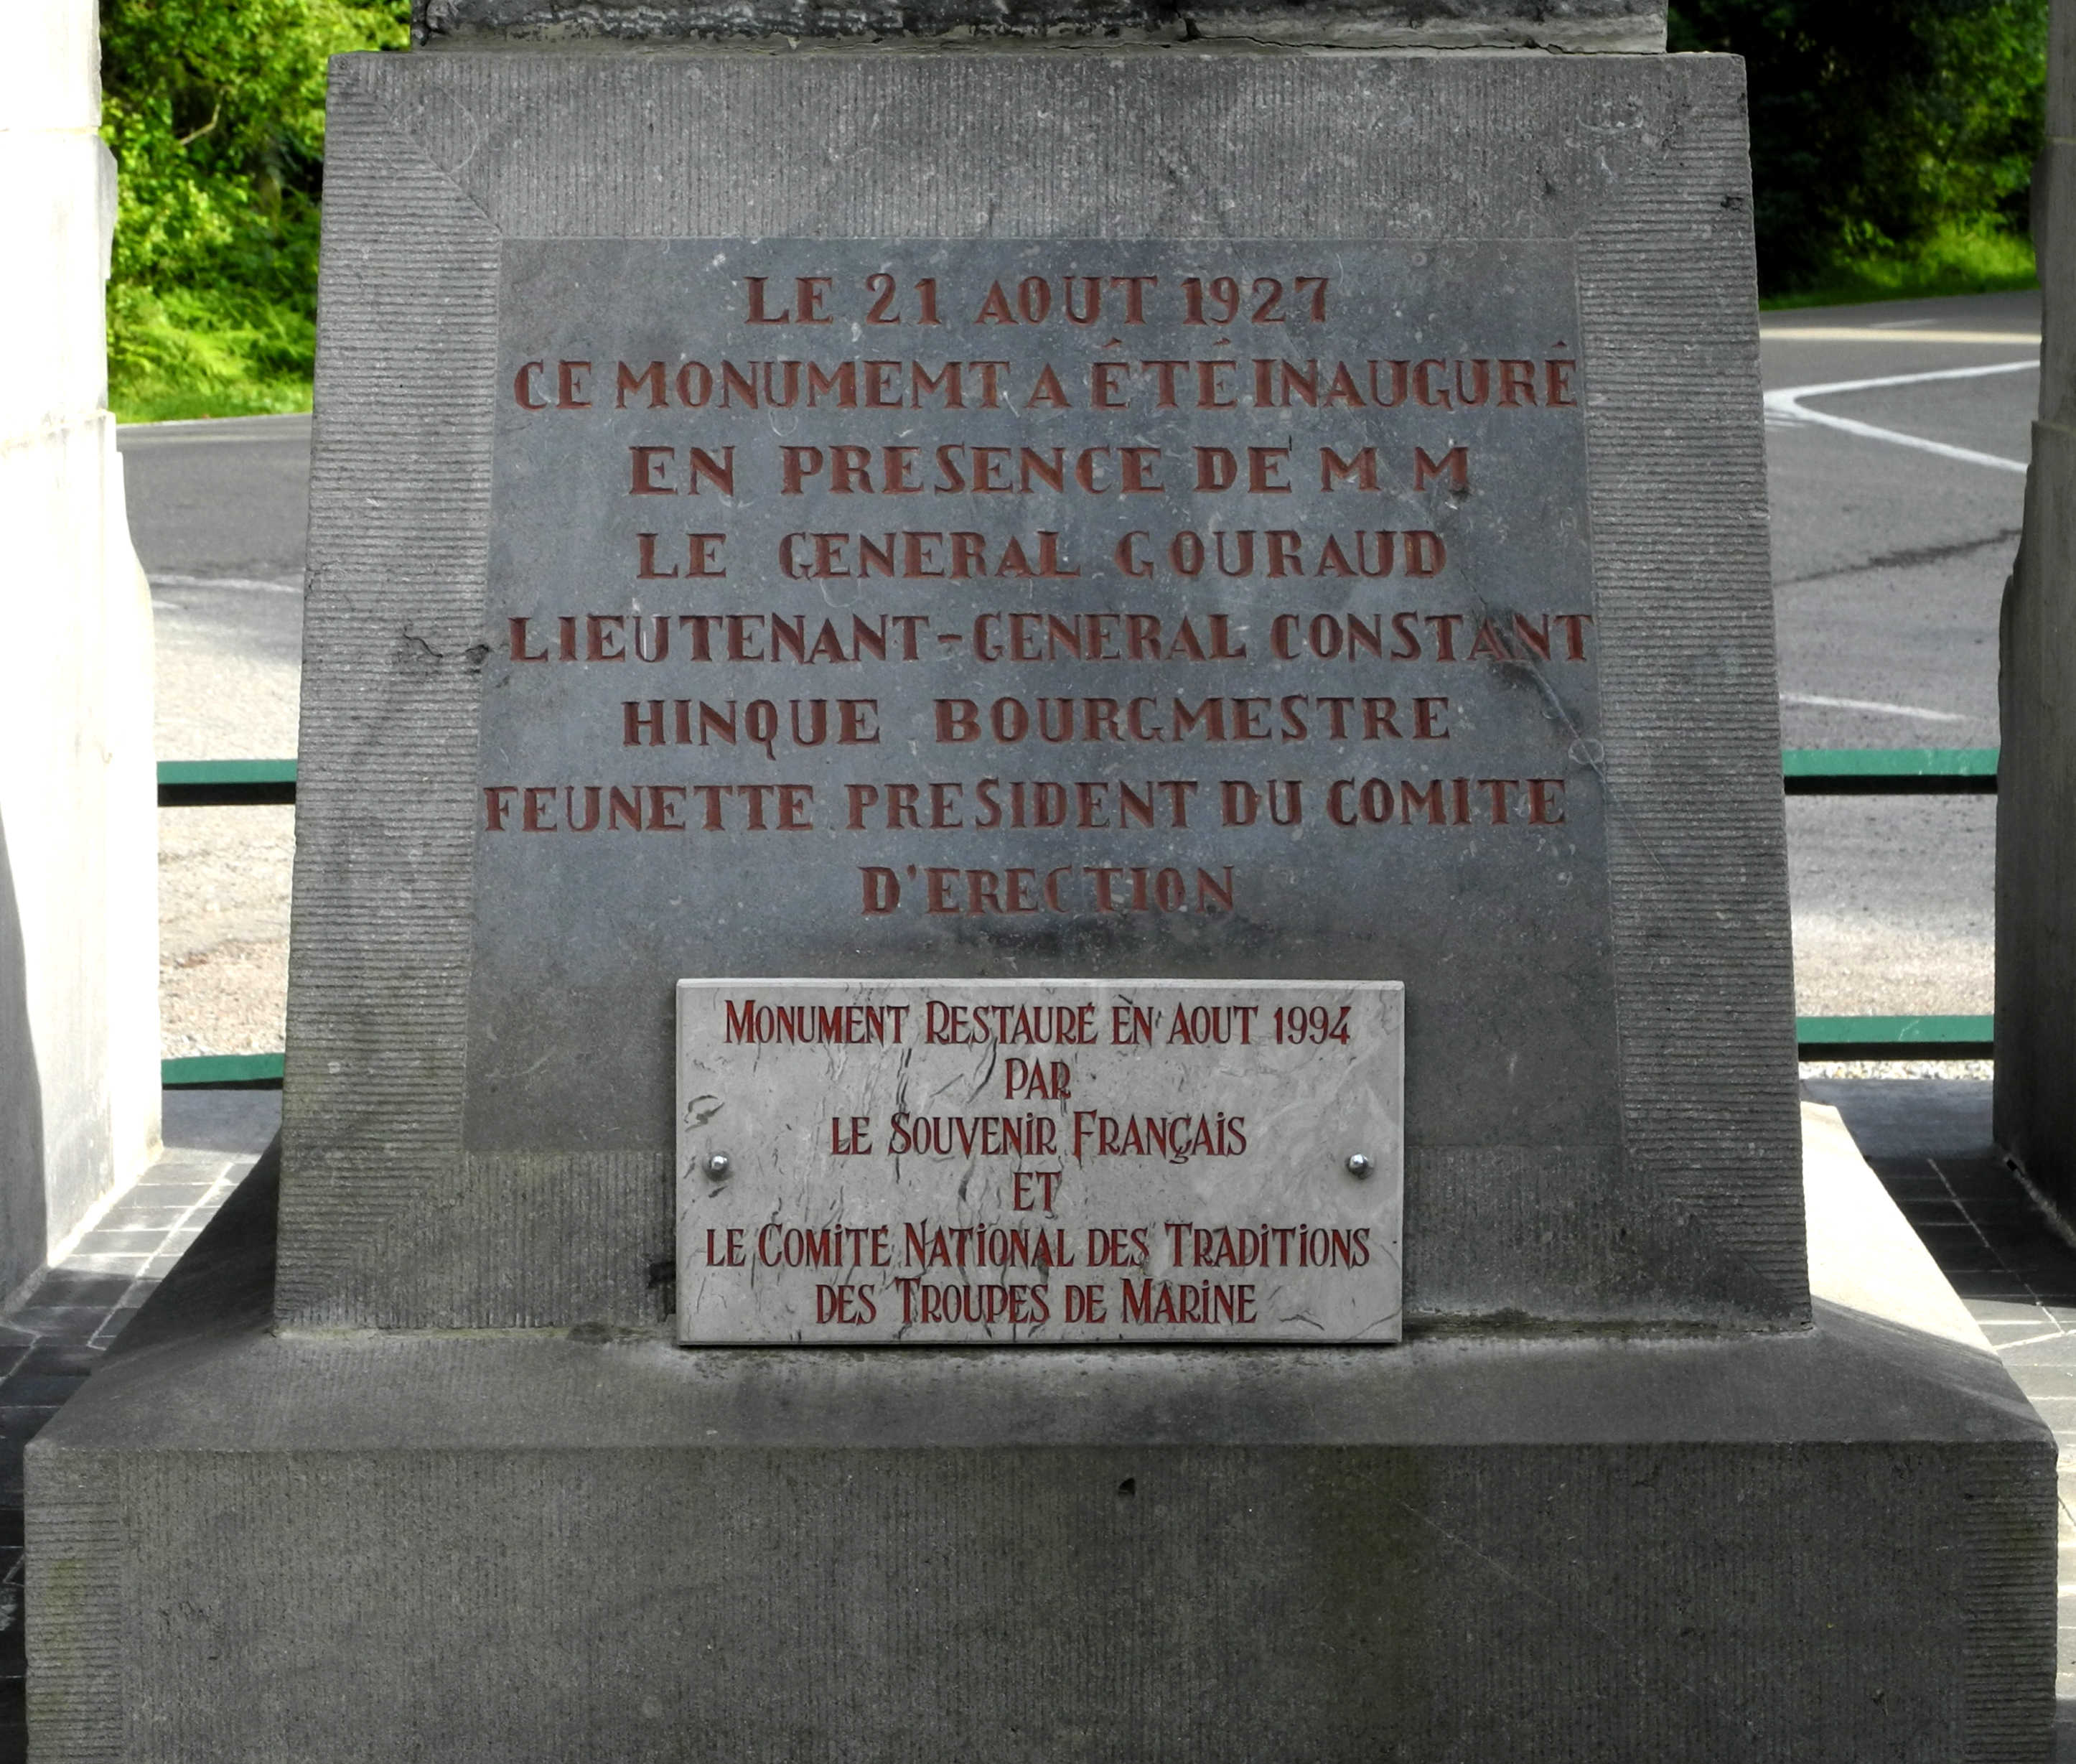 LE 21 AOUT 1927
CE MONUMEMT A ÉTÉ INAUGURÉ
EN PRESENCE DE M M
LE GENERAL GOURAUD
LIEUTENANT-GENERAL CONSTANT
HINQUE BOURGMESTRE
FEUNETTE PRESIDENT DU COMITE
D'ERECTION
MONUMENT RESTAURÉ EN AOUT 1994
PAR
LE SOUVENIR FRANÇAIS
ET
LE COMITÉ NATIONAL DES TRADITIONS
DES TROUPES DE MARINE